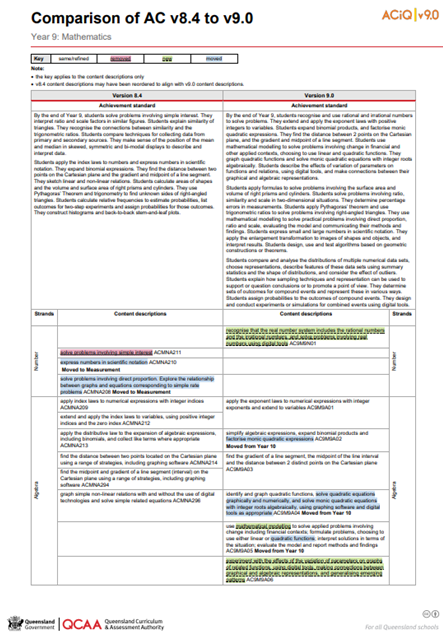 Comparison of AC v8.4 to v9.0
ACiQ|v9.0
Year 9: Mathematics
Key same/refined removed new moved
Note:
• the key applies to the content descriptions only
• v8.4 content descriptions may have been reordered to align with v9.0 content descriptions.
Version 8.4
Achievement standard
By the end of Year 9, students solve problems involving simple interest. They
interpret ratio and scale factors in similar figures. Students explain similarity of
triangles. They recognise the connections between similarity and the
trigonometric ratios. Students compare techniques for collecting data from
primary and secondary sources. They make sense of the position of the mean
and median in skewed, symmetric and bi-modal displays to describe and
interpret data.
Students apply the index laws to numbers and express numbers in scientific
notation. They expand binomial expressions. They find the distance between two
points on the Cartesian plane and the gradient and midpoint of a line segment.
They sketch linear and non-linear relations. Students calculate areas of shapes
and the volume and surface area of right prisms and cylinders. They use
Pythagoras' Theorem and trigonometry to find unknown sides of right-angled
triangles. Students calculate relative frequencies to estimate probabilities, list
outcomes for two-step experiments and assign probabilities for those outcomes.
They construct histograms and back-to-back stem-and-leaf plots.
Version 9.0
Achievement standard
By the end of Year 9, students recognise and use rational and irrational numbers
to solve problems. They extend and apply the exponent laws with positive
integers to variables. Students expand binomial products, and factorise monic
quadratic expressions. They find the distance between 2 points on the Cartesian
plane, and the gradient and midpoint of a line segment. Students use
mathematical modelling to solve problems involving change in financial and
other applied contexts, choosing to use linear and quadratic functions. They
graph quadratic functions and solve monic quadratic equations with integer roots
algebraically. Students describe the effects of variation of parameters on
functions and relations, using digital tools, and make connections between their
graphical and algebraic representations.
Students apply formulas to solve problems involving the surface area and
volume of right prisms and cylinders. They solve problems involving ratio,
similarity and scale in two-dimensional situations. They determine percentage
errors in measurements. Students apply Pythagoras' theorem and use
trigonometric ratios to solve problems involving right-angled triangles. They use
mathematical modelling to solve practical problems involving direct proportion,
ratio and scale, evaluating the model and communicating their methods and
findings. Students express small and large numbers in scientific notation. They
apply the enlargement transformation to images of shapes and objects, and
interpret results. Students design, use and test algorithms based on geometric
constructions or theorems.
Students compare and analyse the distributions of multiple numerical data sets,
choose representations, describe features of these data sets using summary
statistics and the shape of distributions, and consider the effect of outliers.
Students explain how sampling techniques and representation can be used to
support or question conclusions or to promote a point of view. They determine
sets of outcomes for compound events and represent these in various ways.
Students assign probabilities to the outcomes of compound events. They design
and conduct experiments or simulations for combined events using digital tools.
Strands Content descriptions Content descriptions Strands
Number
recognise that the real number system includes the rational numbers
and the irrational numbers, and solve problems involving real
numbers using digital tools AC9M9N01
solve problems involving simple interest ACMNA211
express numbers in scientific notation ACMNA210
Moved to Measurement
solve problems involving direct proportion. Explore the relationship
between graphs and equations corresponding to simple rate
problems ACMNA208 Moved to Measurement
Number
Algebra
apply index laws to numerical expressions with integer indices
ACMNA209
apply the exponent laws to numerical expressions with integer
exponents and extend to variables AC9M9A01
extend and apply the index laws to variables, using positive integer
indices and the zero index ACMNA212
apply the distributive law to the expansion of algebraic expressions,
including binomials, and collect like terms where appropriate
ACMNA213
simplify algebraic expressions, expand binomial products and
factorise monic quadratic expressions AC9M9A02
Moved from Year 10
find the distance between two points located on the Cartesian plane
using a range of strategies, including graphing software ACMNA214
find the midpoint and gradient of a line segment (interval) on the
Cartesian plane using a range of strategies, including graphing
software ACMNA294
find the gradient of a line segment, the midpoint of the line interval
and the distance between 2 distinct points on the Cartesian plane
AC9M9A03
graph simple non-linear relations with and without the use of digital
technologies and solve simple related equations ACMNA296
identify and graph quadratic functions, solve quadratic equations
graphically and numerically, and solve monic quadratic equations
with integer roots algebraically, using graphing software and digital
tools as appropriate AC9M9A04 Moved from Year 10
use mathematical modelling to solve applied problems involving
change including financial contexts; formulate problems, choosing to
use either linear or quadratic functions; interpret solutions in terms of
the situation; evaluate the model and report methods and findings
AC9M9A05 Moved from Year 10
experiment with the effects of the variation of parameters on graphs
of related functions, using digital tools, making connections between
graphical and algebraic representations, and generalising emerging
patterns AC9M9A06
Algebra
Queensland
Government
QCAA
Queensland Curriculum
& Assessment Authority
For all Queensland schools